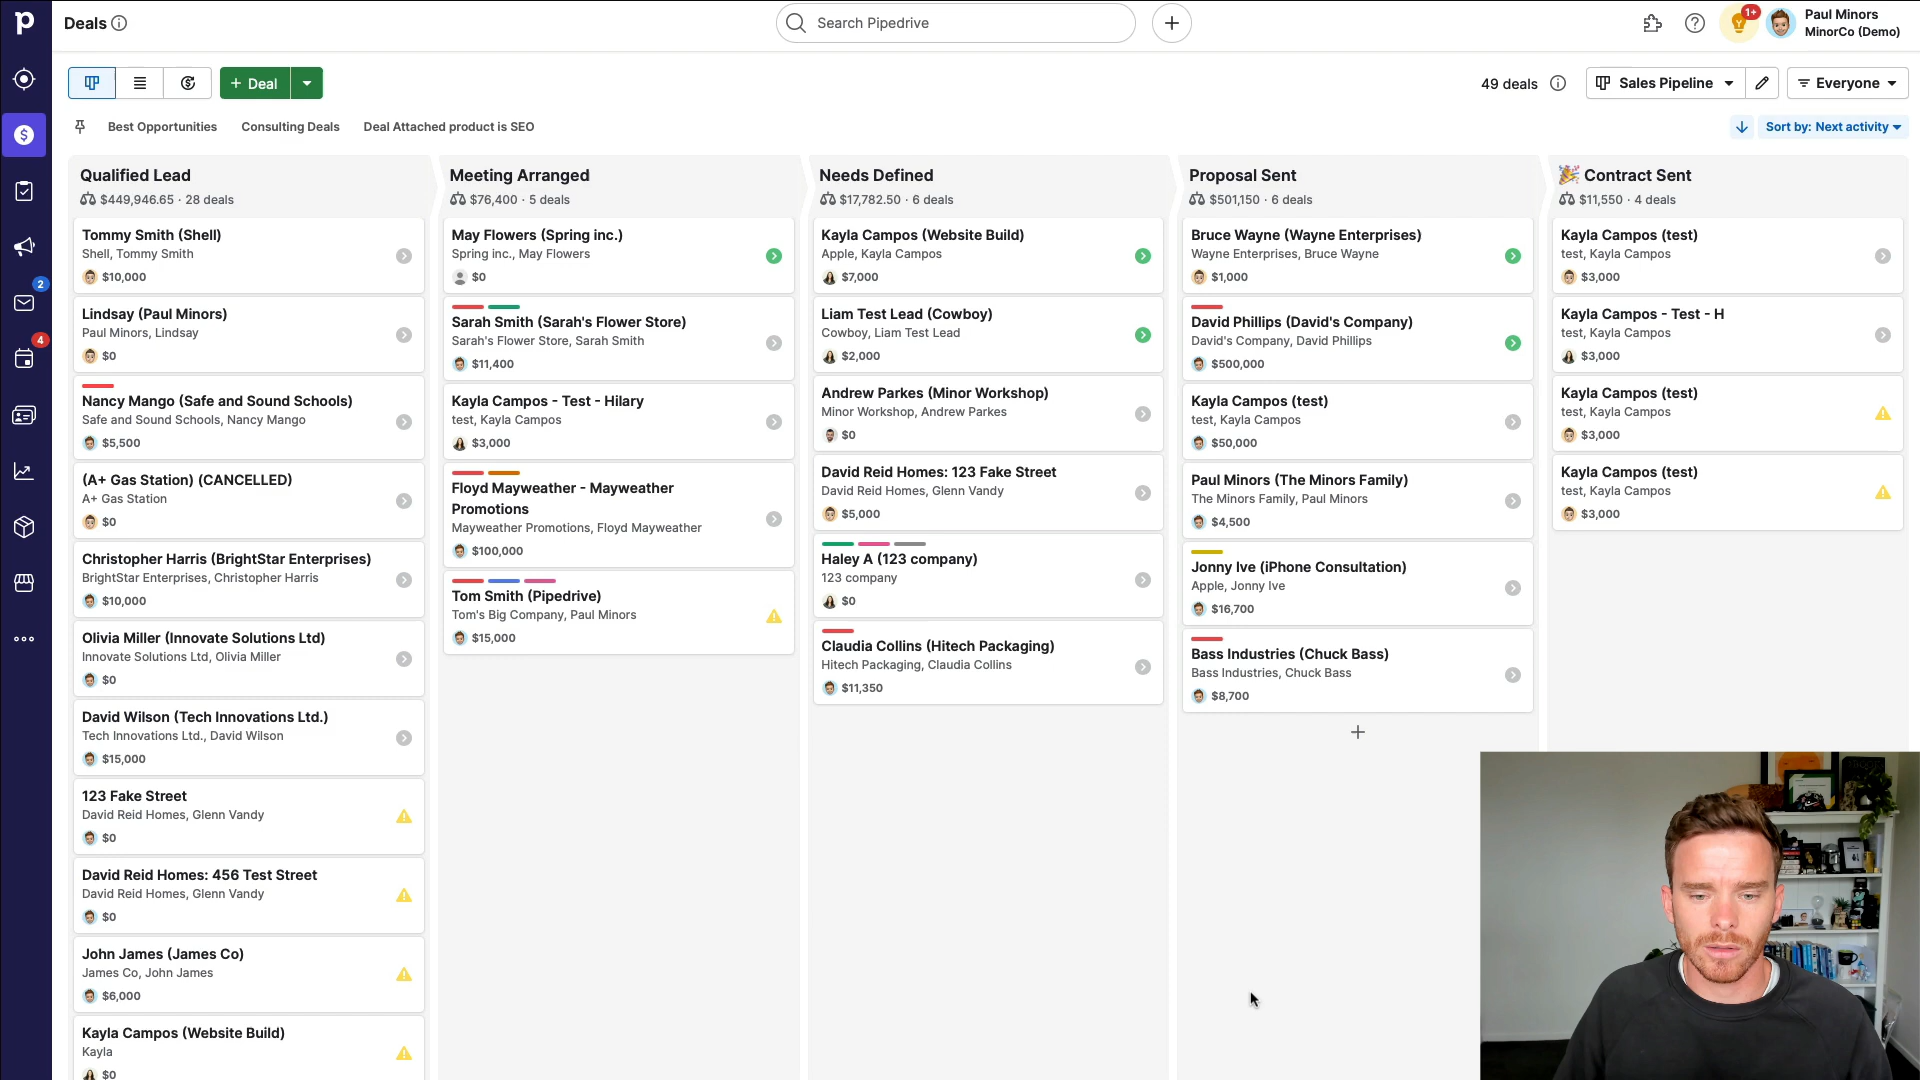 Deals
Search Pipedrive
1+
Paul Minors
MinorCo (Demo)
Deal
49 deals
Sales Pipeline
Everyone
Best Opportunities
Consulting Deals
Deal Attached product is SEO
Sort by: Next activity
2
4
Qualified Lead
$449,946.65 · 28 deals
Tommy Smith (Shell)
Shell, Tommy Smith
$10,000
Lindsay (Paul Minors)
Paul Minors, Lindsay
$0
Nancy Mango (Safe and Sound Schools)
Safe and Sound Schools, Nancy Mango
$5,500
(A+ Gas Station) (CANCELLED)
A+ Gas Station
$0
Christopher Harris (BrightStar Enterprises)
BrightStar Enterprises, Christopher Harris
$10,000
Olivia Miller (Innovate Solutions Ltd)
Innovate Solutions Ltd, Olivia Miller
$0
David Wilson (Tech Innovations Ltd.)
Tech Innovations Ltd., David Wilson
$15,000
123 Fake Street
David Reid Homes, Glenn Vandy
$0
David Reid Homes: 456 Test Street
David Reid Homes, Glenn Vandy
$0
John James (James Co)
James Co, John James
$6,000
Kayla Campos (Website Build)
Kayla
$0
Meeting Arranged
$76,400 · 5 deals
May Flowers (Spring inc.)
Spring inc., May Flowers
$0
Sarah Smith (Sarah's Flower Store)
Sarah's Flower Store, Sarah Smith
$11,400
Kayla Campos - Test - Hilary
test, Kayla Campos
$3,000
Floyd Mayweather - Mayweather
Promotions
Mayweather Promotions, Floyd Mayweather
$100,000
Tom Smith (Pipedrive)
Tom's Big Company, Paul Minors
$15,000
Needs Defined
$17,782.50 · 6 deals
Kayla Campos (Website Build)
Apple, Kayla Campos
$7,000
Liam Test Lead (Cowboy)
Cowboy, Liam Test Lead
$2,000
Andrew Parkes (Minor Workshop)
Minor Workshop, Andrew Parkes
$0
David Reid Homes: 123 Fake Street
David Reid Homes, Glenn Vandy
$5,000
Haley A (123 company)
123 company
$0
Claudia Collins (Hitech Packaging)
Hitech Packaging, Claudia Collins
$11,350
Proposal Sent
$501,150 · 6 deals
Bruce Wayne (Wayne Enterprises)
Wayne Enterprises, Bruce Wayne
$1,000
David Phillips (David's Company)
David's Company, David Phillips
$500,000
Kayla Campos (test)
test, Kayla Campos
$50,000
Paul Minors (The Minors Family)
The Minors Family, Paul Minors
$4,500
Jonny Ive (iPhone Consultation)
Apple, Jonny Ive
$16,700
Bass Industries (Chuck Bass)
Bass Industries, Chuck Bass
$8,700
Contract Sent
$11,550 · 4 deals
Kayla Campos (test)
test, Kayla Campos
$3,000
Kayla Campos - Test - H
test, Kayla Campos
$3,000
Kayla Campos (test)
test, Kayla Campos
$3,000
Kayla Campos (test)
test, Kayla Campos
$3,000